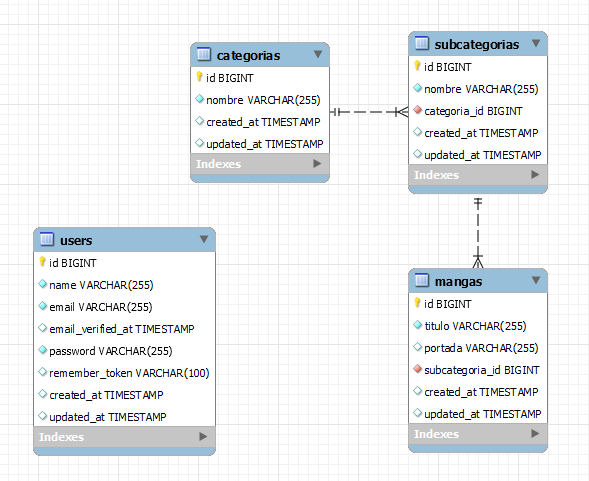 categorias
id BIGINT
nombre VARCHAR(255)
created_at TIMESTAMP
updated_at TIMESTAMP
Indexes
subcategorias
id BIGINT
nombre VARCHAR(255)
categoria_id BIGINT
created_at TIMESTAMP
updated_at TIMESTAMP
Indexes
users
id BIGINT
name VARCHAR(255)
email VARCHAR(255)
email_verified_at TIMESTAMP
password VARCHAR(255)
remember_token VARCHAR(100)
created_at TIMESTAMP
updated_at TIMESTAMP
Indexes
mangas
id BIGINT
titulo VARCHAR(255)
portada VARCHAR(255)
subcategoria_id BIGINT
created_at TIMESTAMP
updated_at TIMESTAMP
Indexes